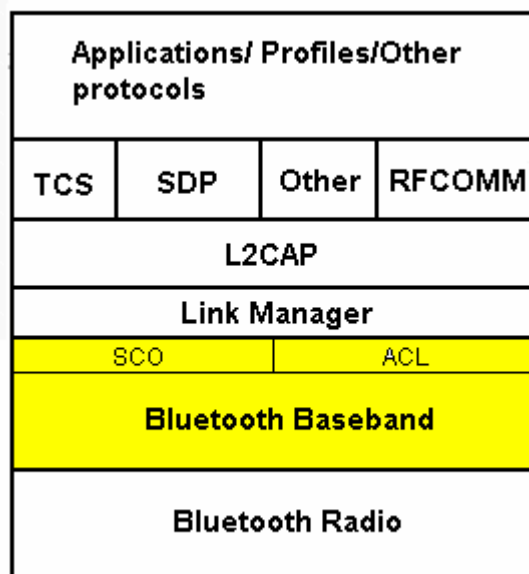 Applications/ Profiles/Other
protocols
TCS SDP Other RFCOMM
L2CAP
Link Manager
SCO ACL
Bluetooth Baseband
Bluetooth Radio